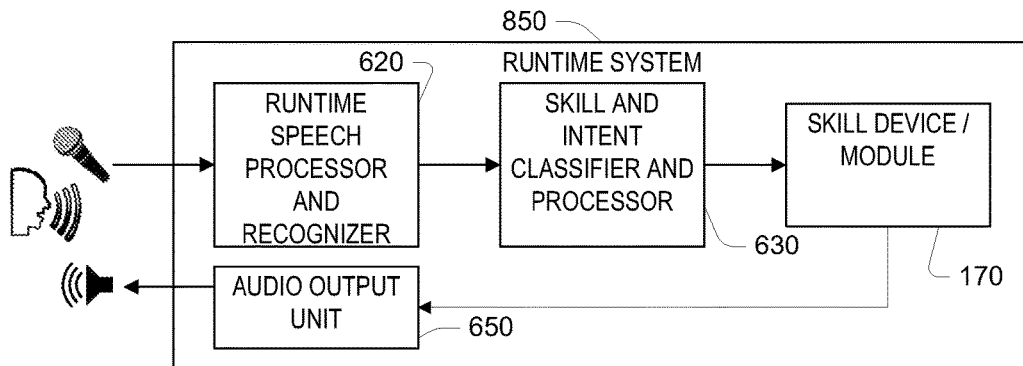 850
RUNTIME SYSTEM
620
RUNTIME
SPEECH
PROCESSOR
AND
RECOGNIZER
SKILL AND
INTENT
CLASSIFIER AND
PROCESSOR
630
SKILL DEVICE /
MODULE
170
AUDIO OUTPUT
UNIT
650